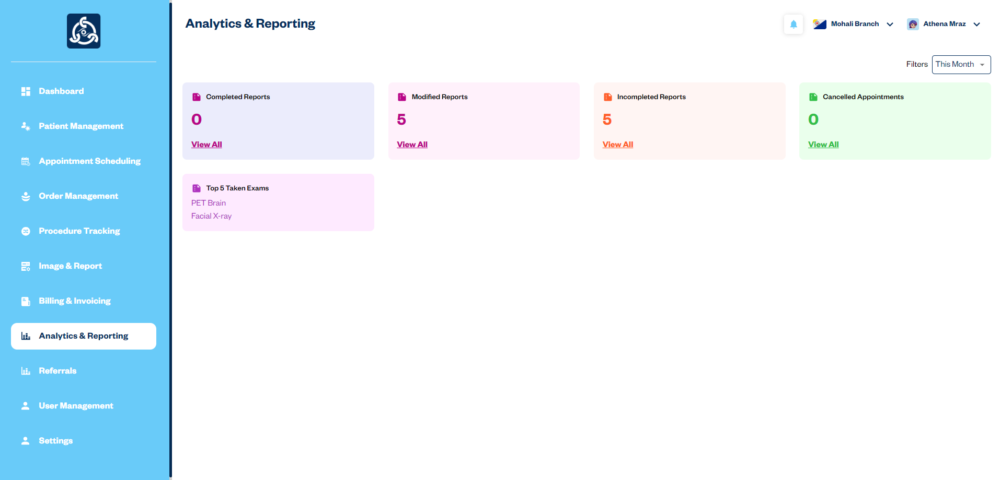 Analytics & Reporting
Mohali Branch
Athena Mraz
Filters
This Month
Dashboard
Patient Management
Appointment Scheduling
Order Management
Procedure Tracking
Image & Report
Billing & Invoicing
Analytics & Reporting
Referrals
User Management
Settings
Completed Reports
0
View All
Modified Reports
5
View All
Incompleted Reports
5
View All
Cancelled Appointments
0
View All
Top 5 Taken Exams
PET Brain
Facial X-ray